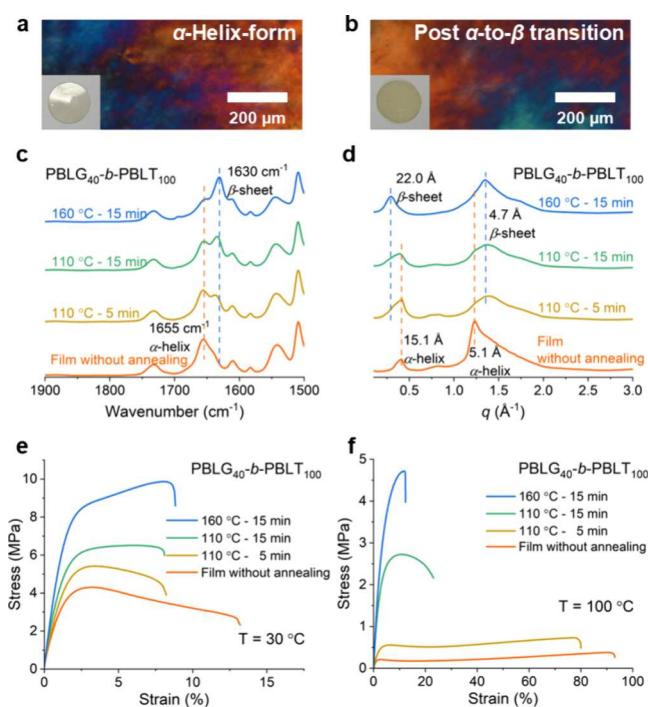 a
α-Helix-form
200 µm
b
Post α-to-β transition
200 µm
c
PBLG₄₀-b-PBLT₁₀₀
1630 cm⁻¹
β-sheet
160 °C - 15 min
110 °C - 15 min
110 °C - 5 min
1655 cm⁻¹
α-helix
Film without annealing
1900
1800
1700
1600
1500
Wavenumber (cm⁻¹)
d
PBLG₄₀-b-PBLT₁₀₀
22.0 Å
β-sheet
4.7 Å
β-sheet
160 °C - 15 min
110 °C - 15 min
110 °C - 5 min
15.1 Å
α-helix
5.1 Å
α-helix
Film
without annealing
0.5
1.0
1.5
2.0
2.5
3.0
q (Å⁻¹)
e
PBLG₄₀-b-PBLT₁₀₀
160 °C - 15 min
110 °C - 15 min
110 °C - 5 min
Film without annealing
T = 30 °C
Stress (MPa)
10
8
6
4
2
0
0
5
10
15
Strain (%)
f
PBLG₄₀-b-PBLT₁₀₀
160 °C - 15 min
110 °C - 15 min
110 °C - 5 min
Film without annealing
T = 100 °C
Stress (MPa)
5
4
3
2
1
0
0
20
40
60
80
100
Strain (%)